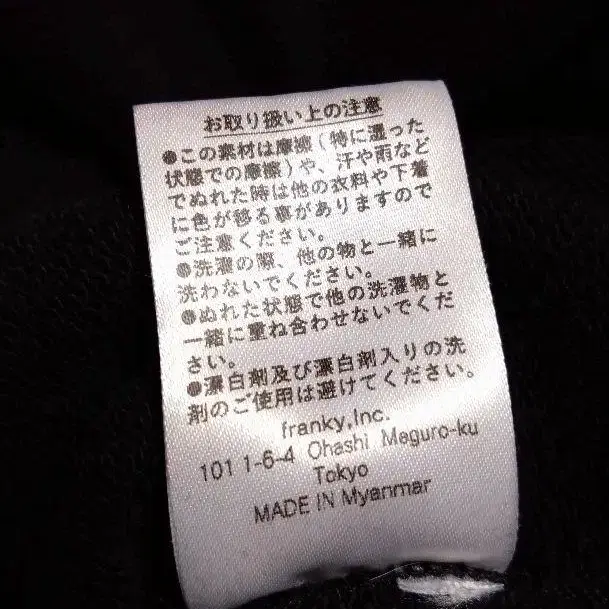 お取り扱い上の注意
●この素材は摩擦(特に湿った
状態での摩擦)や、汗や雨など
でぬれた時は他の衣料や下着
に色が移る事がありますので
ご注意ください。
●洗濯の際、他の物と一緒に
洗わないでください。
●ぬれた状態で他の洗濯物と
一緒に重ね合わせないでくだ
さい。
●漂白剤及び漂白剤入りの洗
剤のご使用は避けてください。
franky,Inc.
101 1-6-4 Ohashi Meguro-ku
Tokyo
MADE IN Myanmar